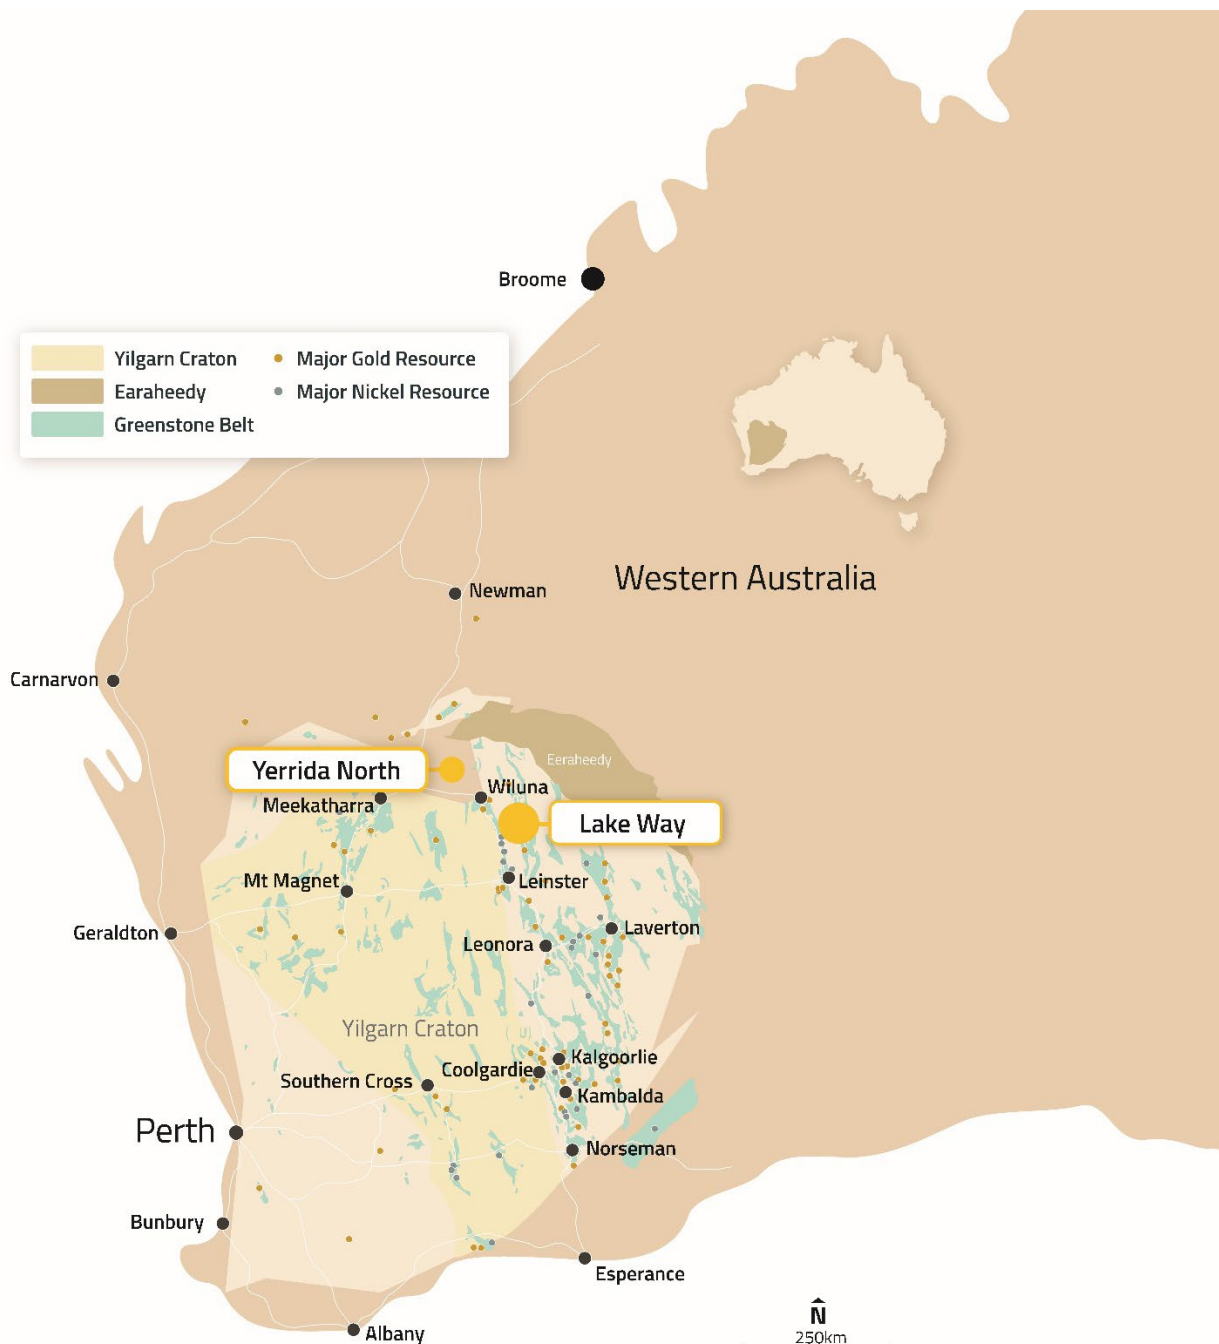 Broome
Yilgarn Craton
Major Gold Resource
Earaheedy
Major Nickel Resource
Greenstone Belt
Western Australia
Newman
Carnarvon
Eeraheedy
Yerrida North
Wiluna
Meekatharra
Lake Way
Mt Magnet
Leinster
Geraldton
Laverton
Leonora
Yilgarn Craton
Kalgoorlie
Coolgardie
Southern Cross
Kambalda
Perth
Norseman
Bunbury
Esperance
N
250km
Albany